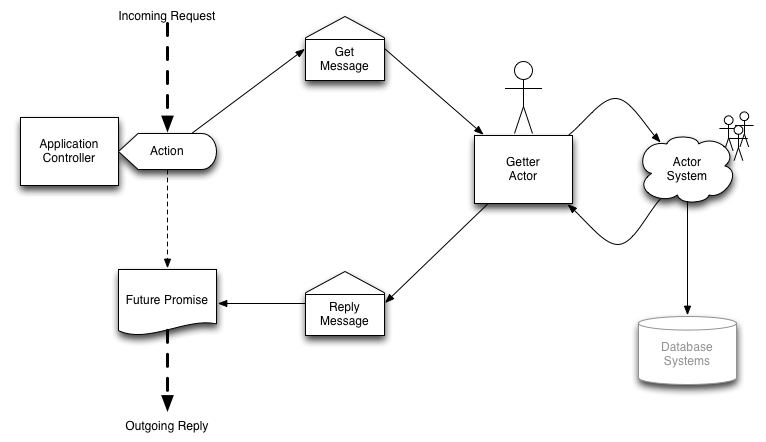 Incoming Request
Get
Message
Application
Controller
Action
Getter
Actor
Actor
System
Future Promise
Reply
Message
Database
Systems
Outgoing Reply